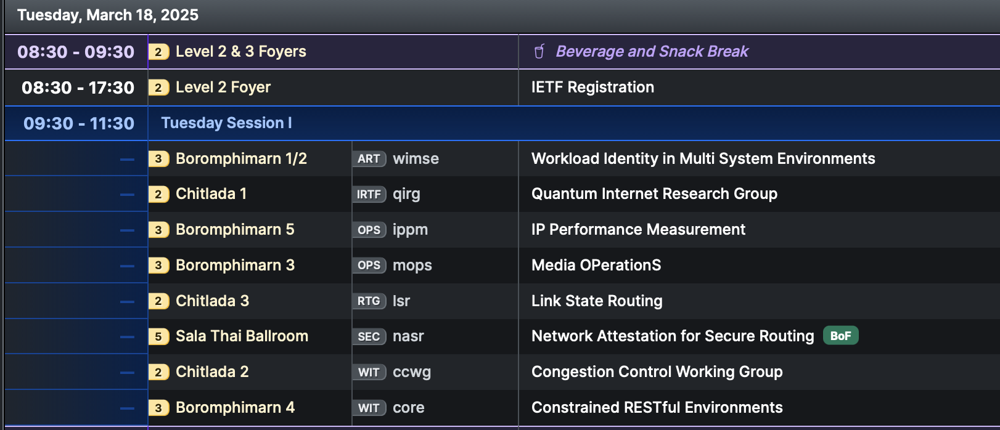 Tuesday, March 18, 2025
08:30 - 09:30 2 Level 2 & 3 Foyers Beverage and Snack Break
08:30 - 17:30 2 Level 2 Foyer IETF Registration
09:30 - 11:30 Tuesday Session I
— 3 Boromphimarn 1/2 ART wimse Workload Identity in Multi System Environments
— 2 Chitlada 1 IRTF qirg Quantum Internet Research Group
— 3 Boromphimarn 5 OPS ippm IP Performance Measurement
— 3 Boromphimarn 3 OPS mops Media OPerationS
— 2 Chitlada 3 RTG lsr Link State Routing
— 5 Sala Thai Ballroom SEC nasr Network Attestation for Secure Routing BoF
— 2 Chitlada 2 WIT ccwg Congestion Control Working Group
— 3 Boromphimarn 4 WIT core Constrained RESTful Environments